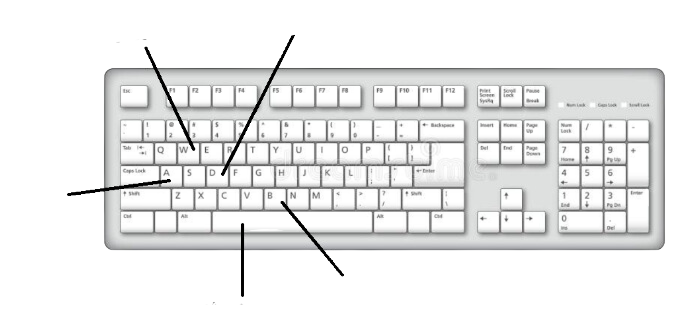 Esc F1 F2 F3 F4 F5 F6 F7 F8 F9 F10 F11 F12 Print Screen SysRq Scroll Lock Pause Break
Num Lock Caps Lock Scroll Lock
1 2 3 4 5 6 7 8 9 0 Backspace Insert Home Page Up Num Lock / * -
Tab Q W E R T Y U I O P Del End Page Down 7 Home 8 9 Pg Up +
Caps Lock A S D F G H J K L Enter 4 5 6
Shift Z X C V B N M < > ? / Shift 1 End 2 3 Pg Dn Enter
Ctrl Alt Alt Ctrl 0 Ins . Del